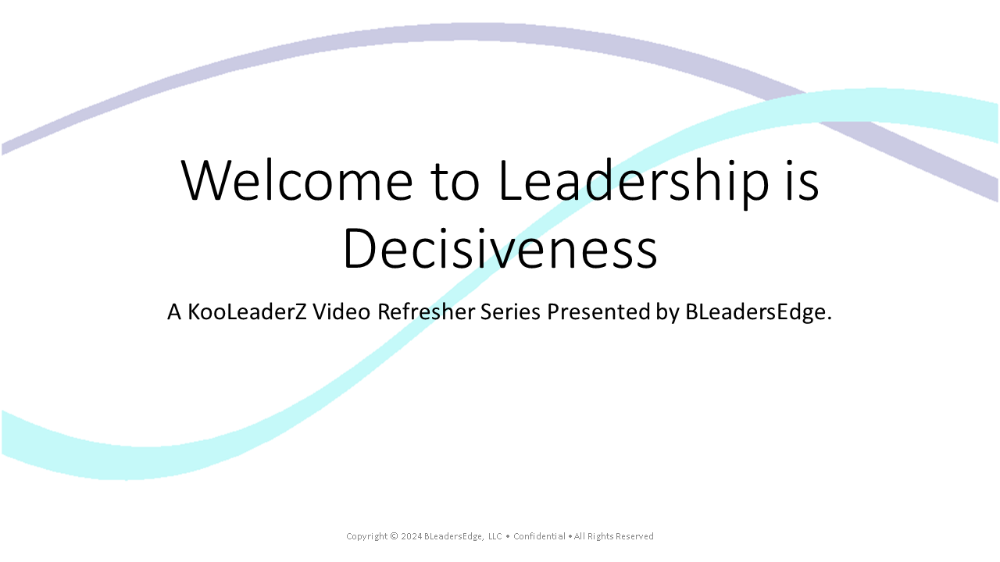 Welcome to Leadership is
Decisiveness
A KooLeaderZ Video Refresher Series Presented by BLeadersEdge.
Copyright © 2024 BLeadersEdge, LLC • Confidential • All Rights Reserved